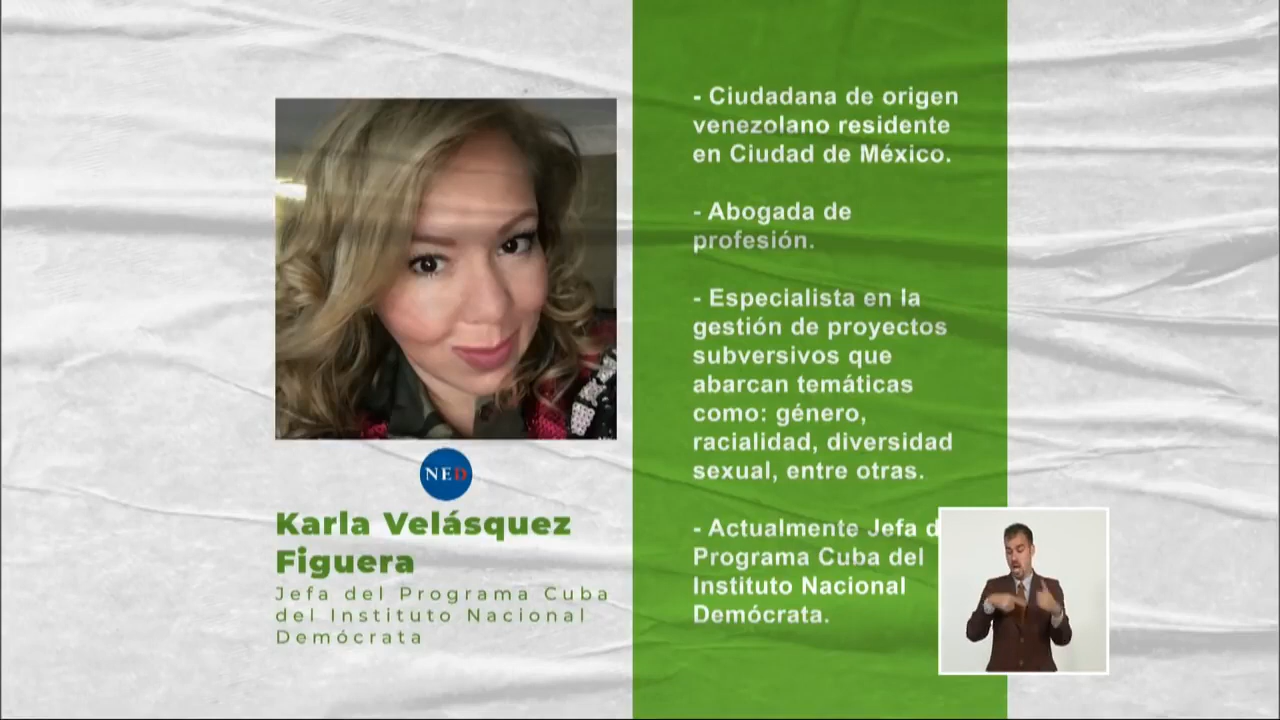 NED
Karla Velásquez
Figuera
Jefa del Programa Cuba
del Instituto Nacional
Demócrata
- Ciudadana de origen
venezolano residente
en Ciudad de México.
- Abogada de
profesión.
- Especialista en la
gestión de proyectos
subversivos que
abarcan temáticas
como: género,
racialidad, diversidad
sexual, entre otras.
- Actualmente Jefa d
Programa Cuba del
Instituto Nacional
Demócrata.